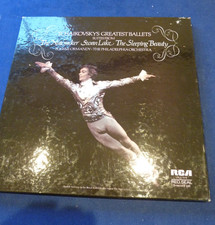 TCHAIKOVSKY'S GREATEST BALLETS
The Nutcracker Swan Lake The Sleeping Beauty
EUGENE ORMANDY THE PHILADELPHIA ORCHESTRA
RCA
RED SEAL